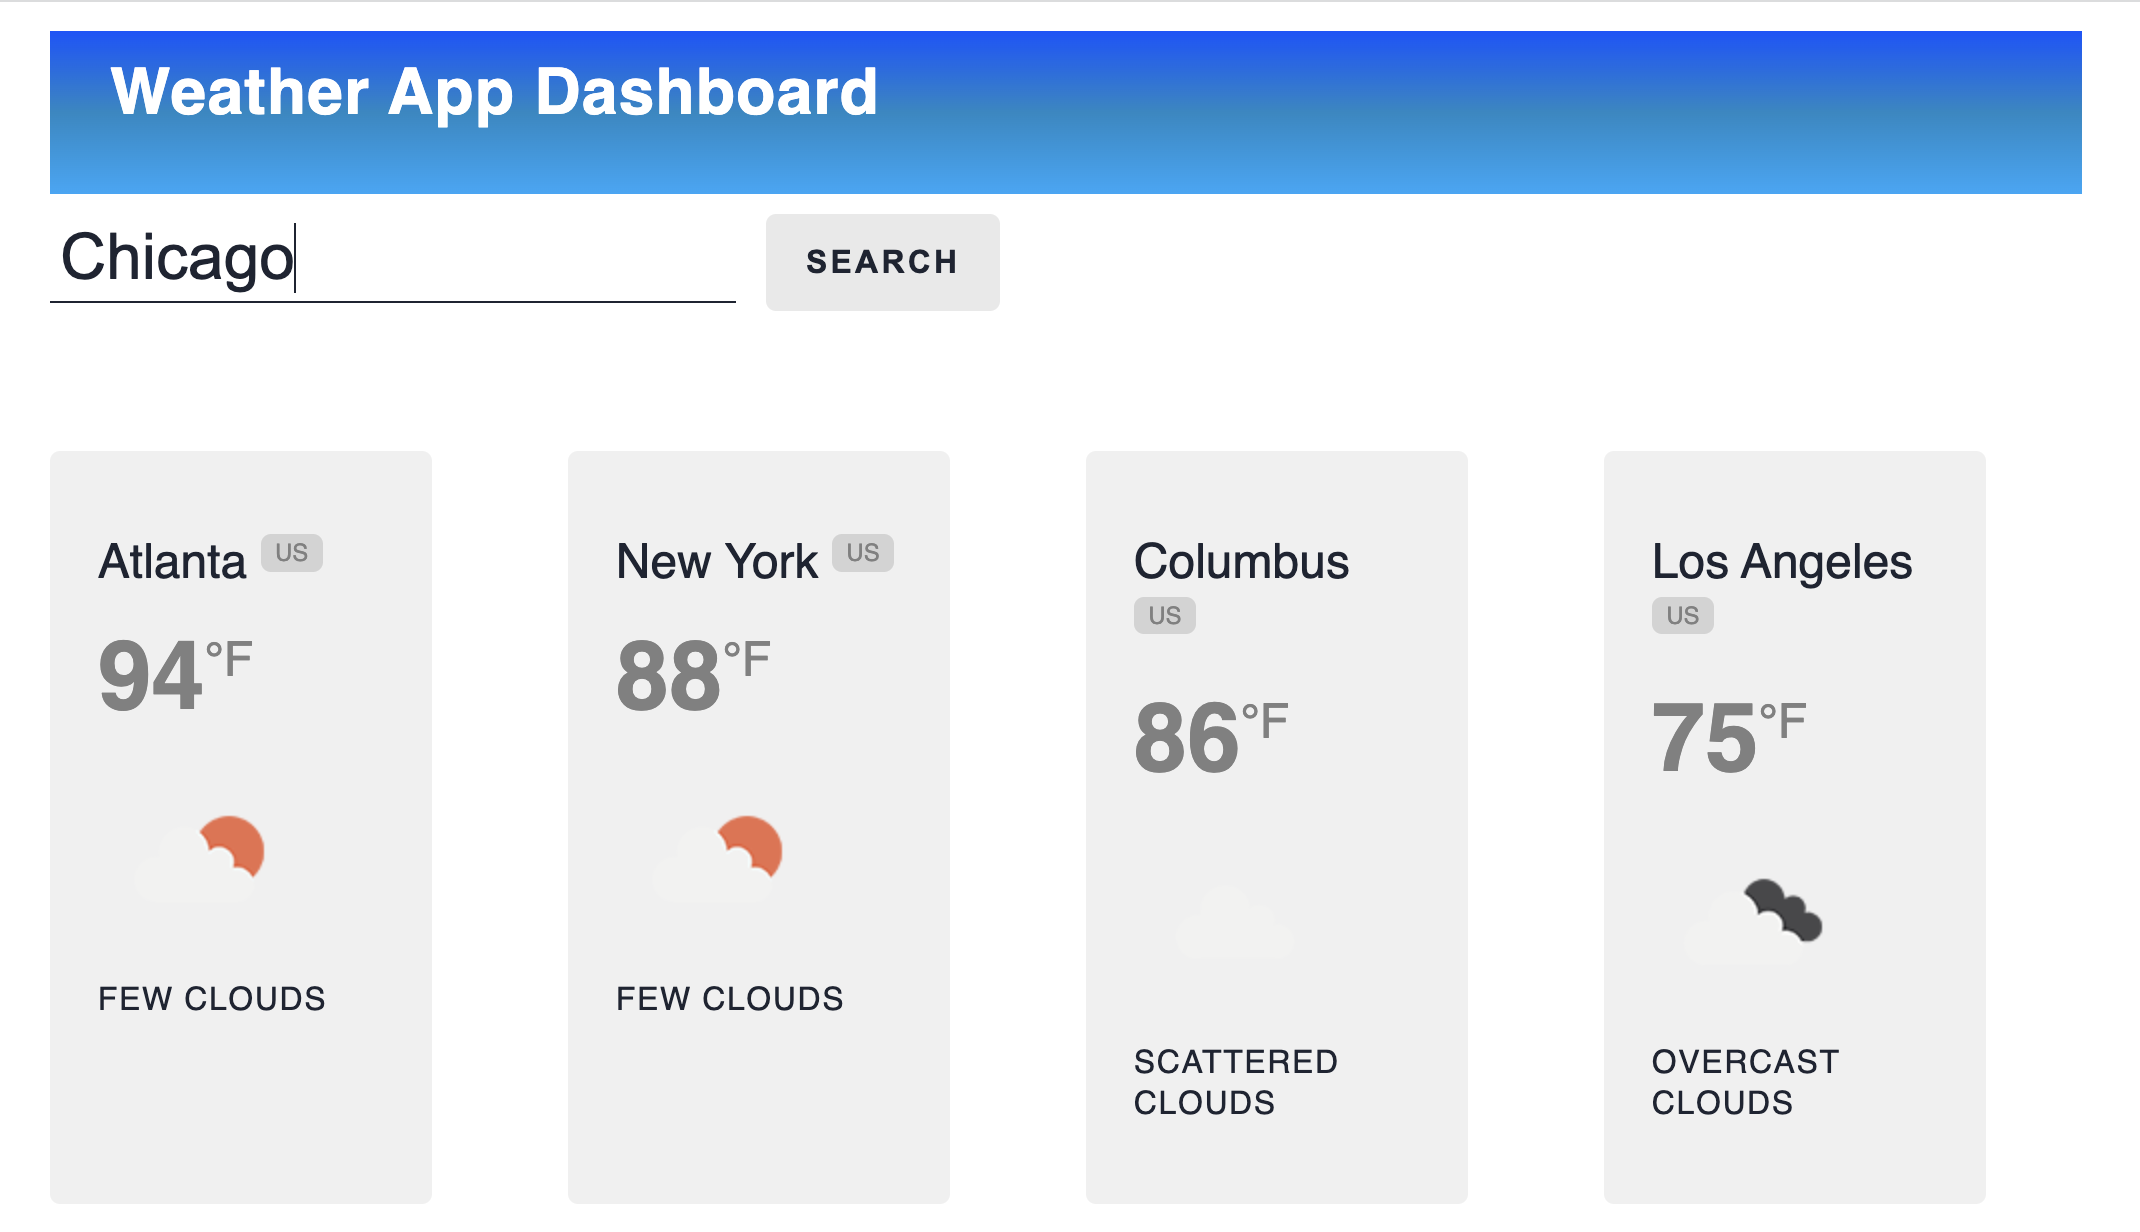 Weather App Dashboard
Chicago
SEARCH
Atlanta US
94°F
FEW CLOUDS
New York US
88°F
FEW CLOUDS
Columbus
US
86°F
SCATTERED
CLOUDS
Los Angeles
US
75°F
OVERCAST
CLOUDS